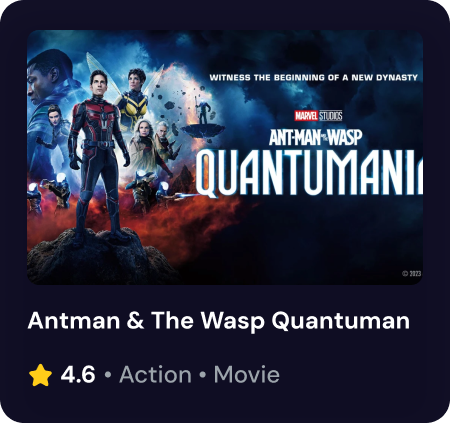 WITNESS THE BEGINNING OF A NEW DYNASTY
MARVEL STUDIOS
ANT-MAN AND THE WASP
QUANTUMANIA
© 2023
Antman & The Wasp Quantuman
4.6 • Action • Movie